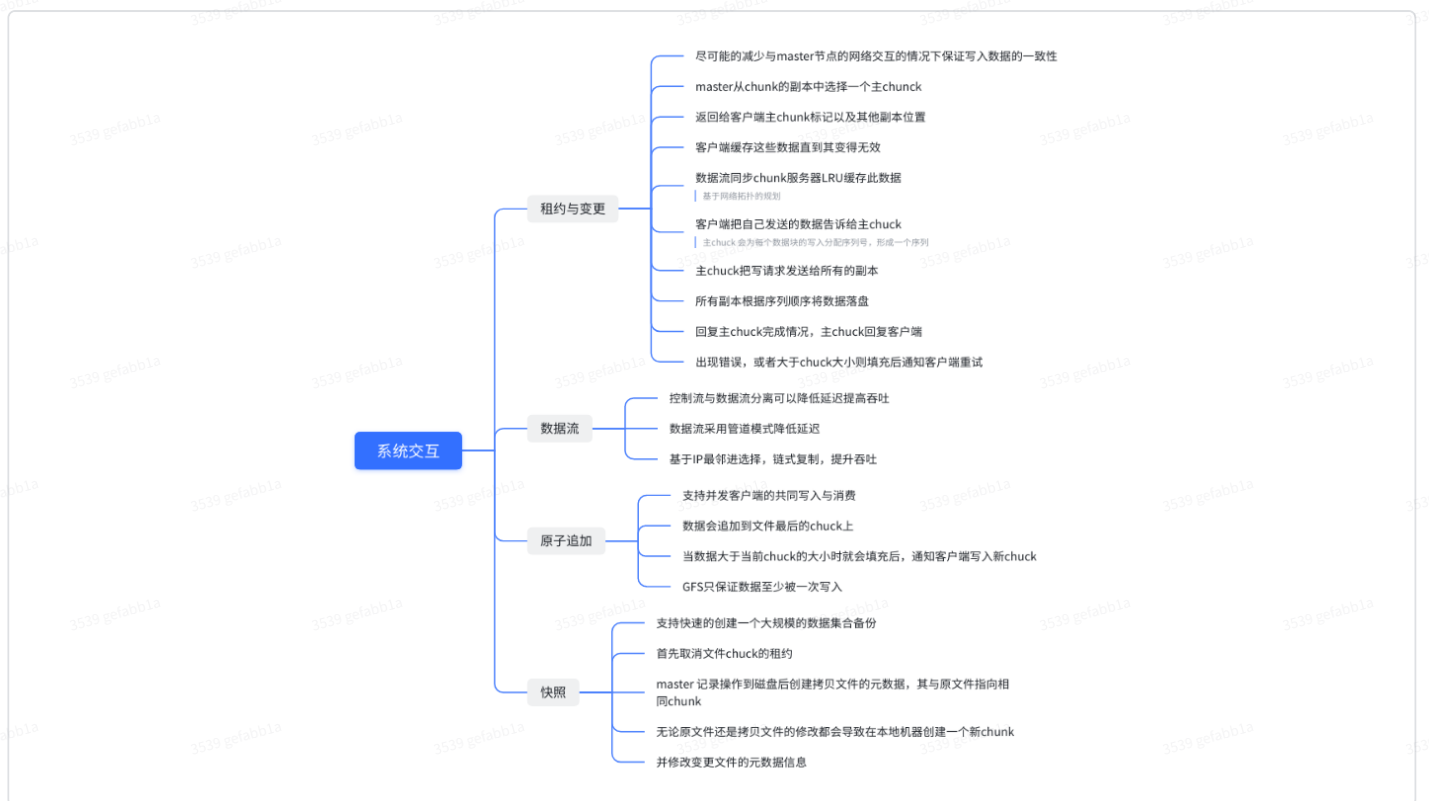 尽可能的减少与master节点的网络交互的情况下保证写入数据的一致性
master从chunk的副本中选择一个主chunck
返回给客户端主chunk标记以及其他副本位置
客户端缓存这些数据直到其变得无效
数据流同步chunk服务器LRU缓存此数据
基于网络拓扑的规划
租约与变更
客户端把自己发送的数据告诉给主chuck
主chuck 会为每个数据块的写入分配序列号，形成一个序列
主chuck把写请求发送给所有的副本
所有副本根据序列顺序将数据落盘
回复主chuck完成情况，主chuck回复客户端
出现错误，或者大于chuck大小则填充后通知客户端重试
控制流与数据流分离可以降低延迟提高吞吐
数据流
数据流采用管道模式降低延迟
系统交互
基于IP最邻进选择，链式复制，提升吞吐
支持并发客户端的共同写入与消费
数据会追加到文件最后的chuck上
原子追加
当数据大于当前chuck的大小时就会填充后，通知客户端写入新chuck
GFS只保证数据至少被一次写入
支持快速的创建一个大规模的数据集合备份
首先取消文件chuck的租约
快照
master 记录操作到磁盘后创建拷贝文件的元数据，其与原文件指向相
同chunk
无论原文件还是拷贝文件的修改都会导致在本地机器创建一个新chunk
并修改变更文件的元数据信息
3539 gefabb1a